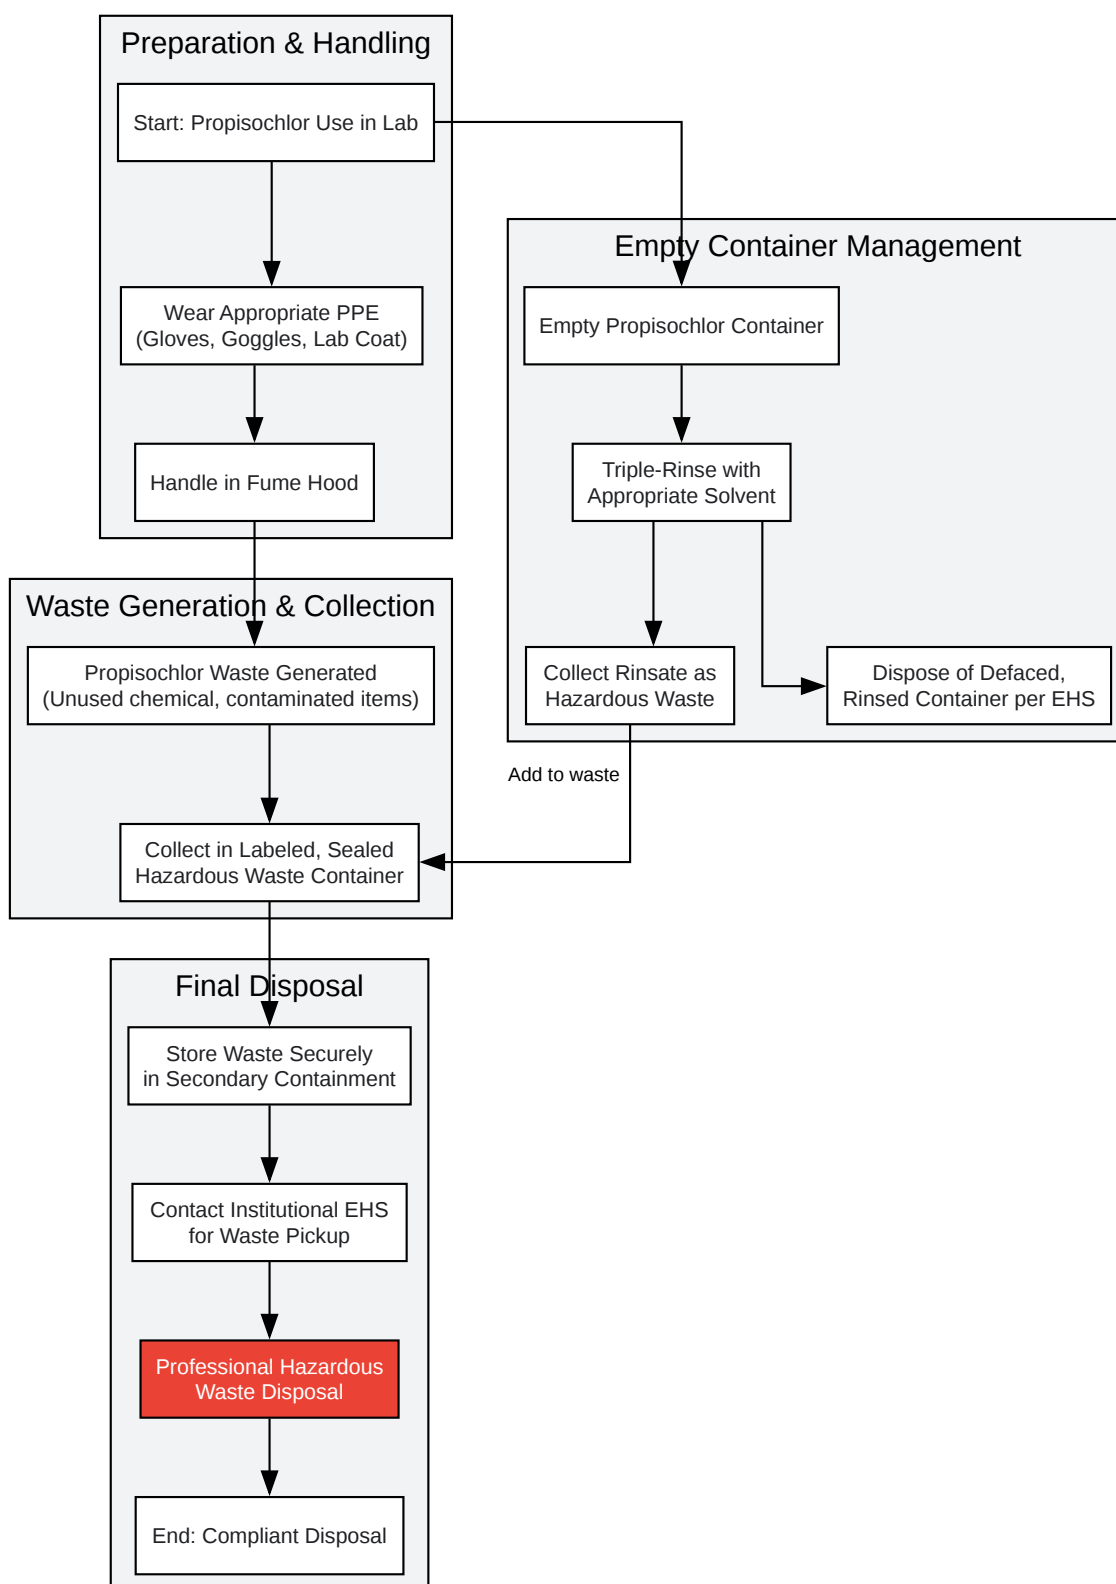 Preparation & Handling
Start: Propisochlor Use in Lab
Wear Appropriate PPE
(Gloves, Goggles, Lab Coat)
Handle in Fume Hood
Empty Container Management
Empty Propisochlor Container
Triple-Rinse with
Appropriate Solvent
Collect Rinsate as
Hazardous Waste
Dispose of Defaced,
Rinsed Container per EHS
Add to waste
Waste Generation & Collection
Propisochlor Waste Generated
(Unused chemical, contaminated items)
Collect in Labeled, Sealed
Hazardous Waste Container
Final Disposal
Store Waste Securely
in Secondary Containment
Contact Institutional EHS
for Waste Pickup
Professional Hazardous
Waste Disposal
End: Compliant Disposal